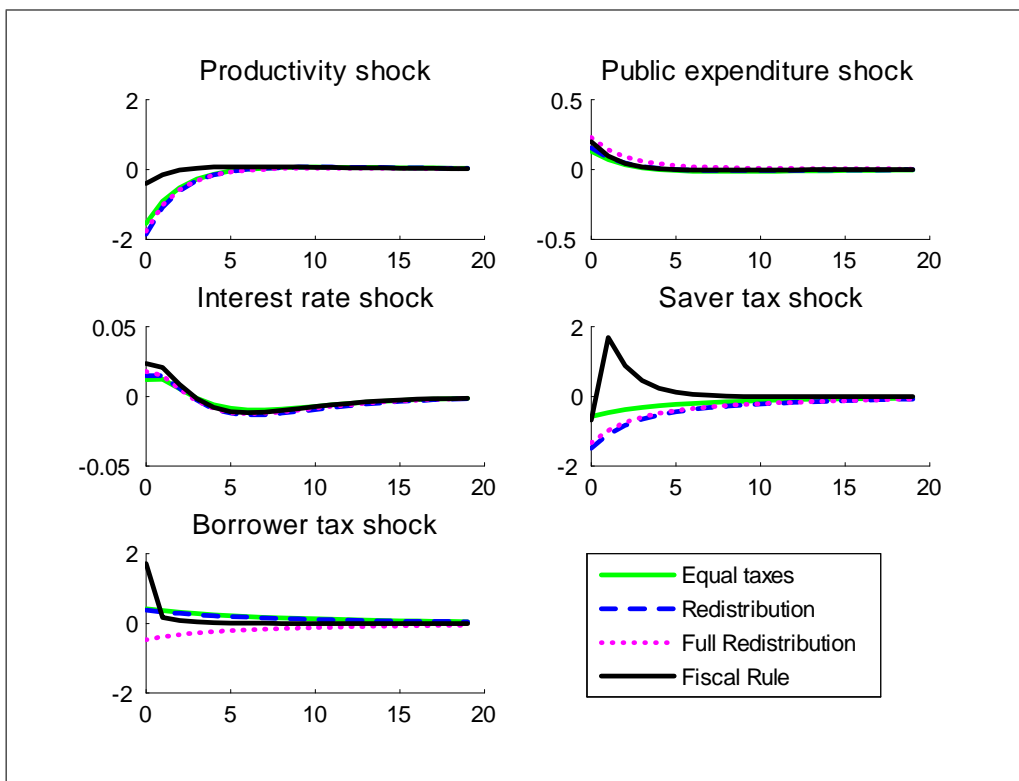 Productivity shock
2
0
-2
0 5 10 15 20
Public expenditure shock
0.5
0
-0.5
0 5 10 15 20
Interest rate shock
0.05
0
-0.05
0 5 10 15 20
Saver tax shock
2
0
-2
0 5 10 15 20
Borrower tax shock
2
0
-2
0 5 10 15 20
Equal taxes
Redistribution
Full Redistribution
Fiscal Rule